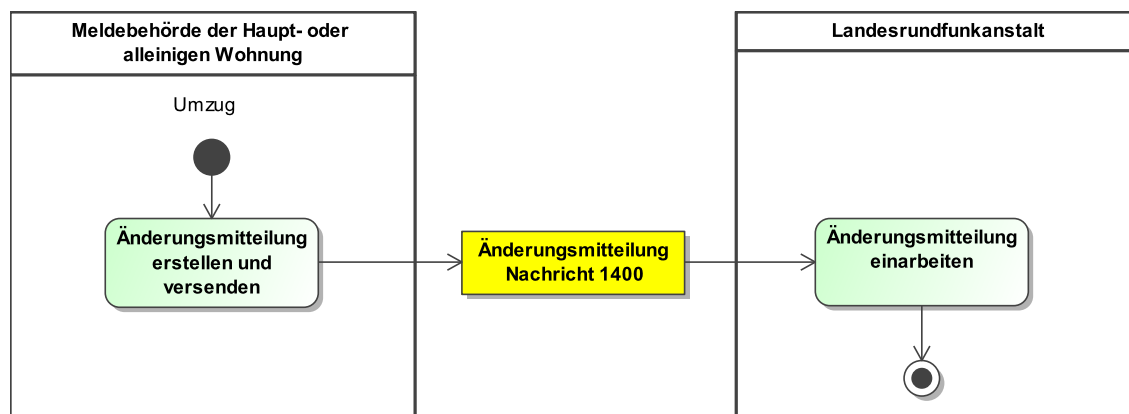 Meldebehörde der Haupt- oder
alleinigen Wohnung
Landesrundfunkanstalt
Umzug
Änderungsmitteilung
erstellen und
versenden
Änderungsmitteilung
Nachricht 1400
Änderungsmitteilung
einarbeiten